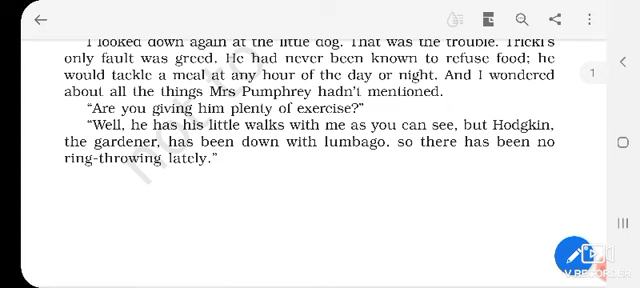 I looked down again at the little dog. That was the trouble. Tricki's
only fault was greed. He had never been known to refuse food; he
would tackle a meal at any hour of the day or night. And I wondered
about all the things Mrs Pumphrey hadn't mentioned.
“Are you giving him plenty of exercise?”
“Well, he has his little walks with me as you can see, but Hodgkin,
the gardener, has been down with lumbago, so there has been no
ring-throwing lately.”
not to
1
V RECORDER